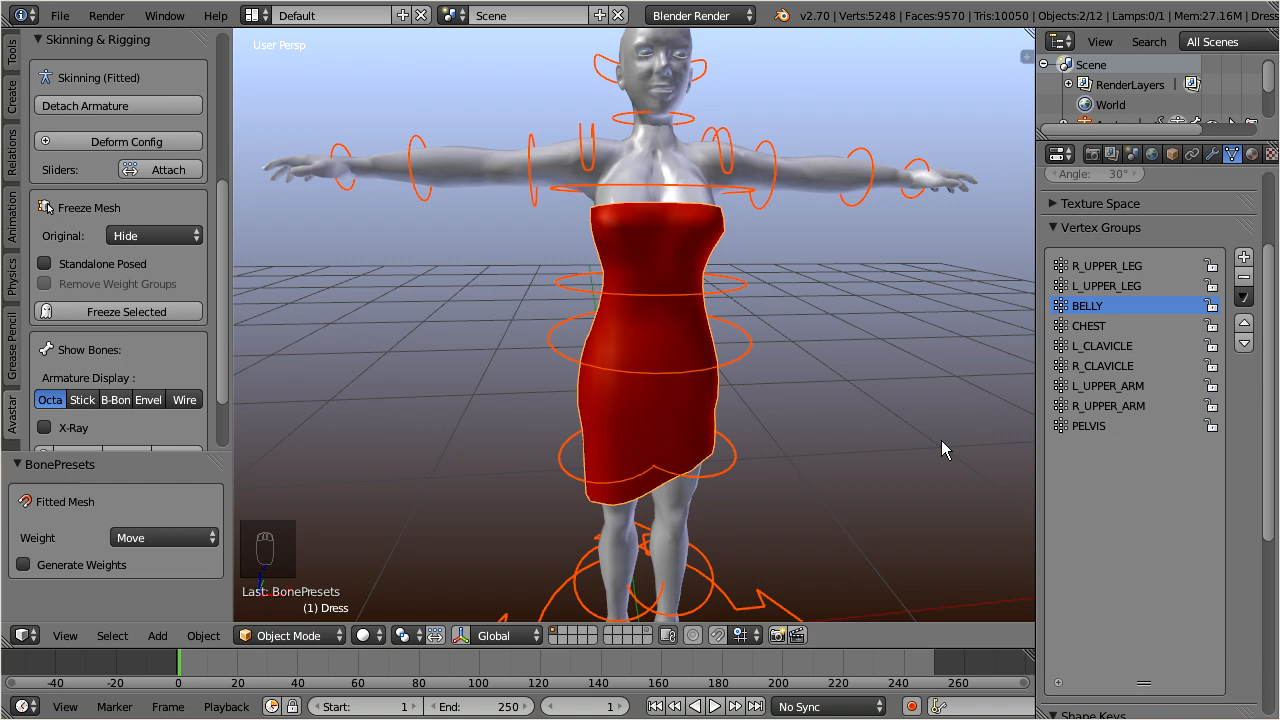 File Render Window Help Default Scene Blender Render v2.70 | Verts:5248 | Faces:9570 | Tris:10050 | Objects:2/12 | Lamps:0/1 | Mem:27.16M | Dress
Tools
Create
Relations
Animation
Physics
Grease Pencil
Avastar
Skinning & Rigging
Skinning (Fitted)
Detach Armature
Deform Config
Sliders: Attach
Freeze Mesh
Original: Hide
Standalone Posed
Remove Weight Groups
Freeze Selected
Show Bones:
Armature Display :
Octa Stick B-Bon Envel Wire
X-Ray
BonePresets
Fitted Mesh
Weight Move
Generate Weights
User Persp
Last: BonePresets
(1) Dress
View Select Add Object Object Mode Global
-40 -20 0 20 40 60 80 100 120 140 160 180 200 220 240 260
View Marker Frame Playback Start: 1 End: 250 1 No Sync
View Search All Scenes
Scene
RenderLayers |
World
Angle: 30°
Texture Space
Vertex Groups
R_UPPER_LEG
L_UPPER_LEG
BELLY
CHEST
L_CLAVICLE
R_CLAVICLE
L_UPPER_ARM
R_UPPER_ARM
PELVIS
Shape Keys